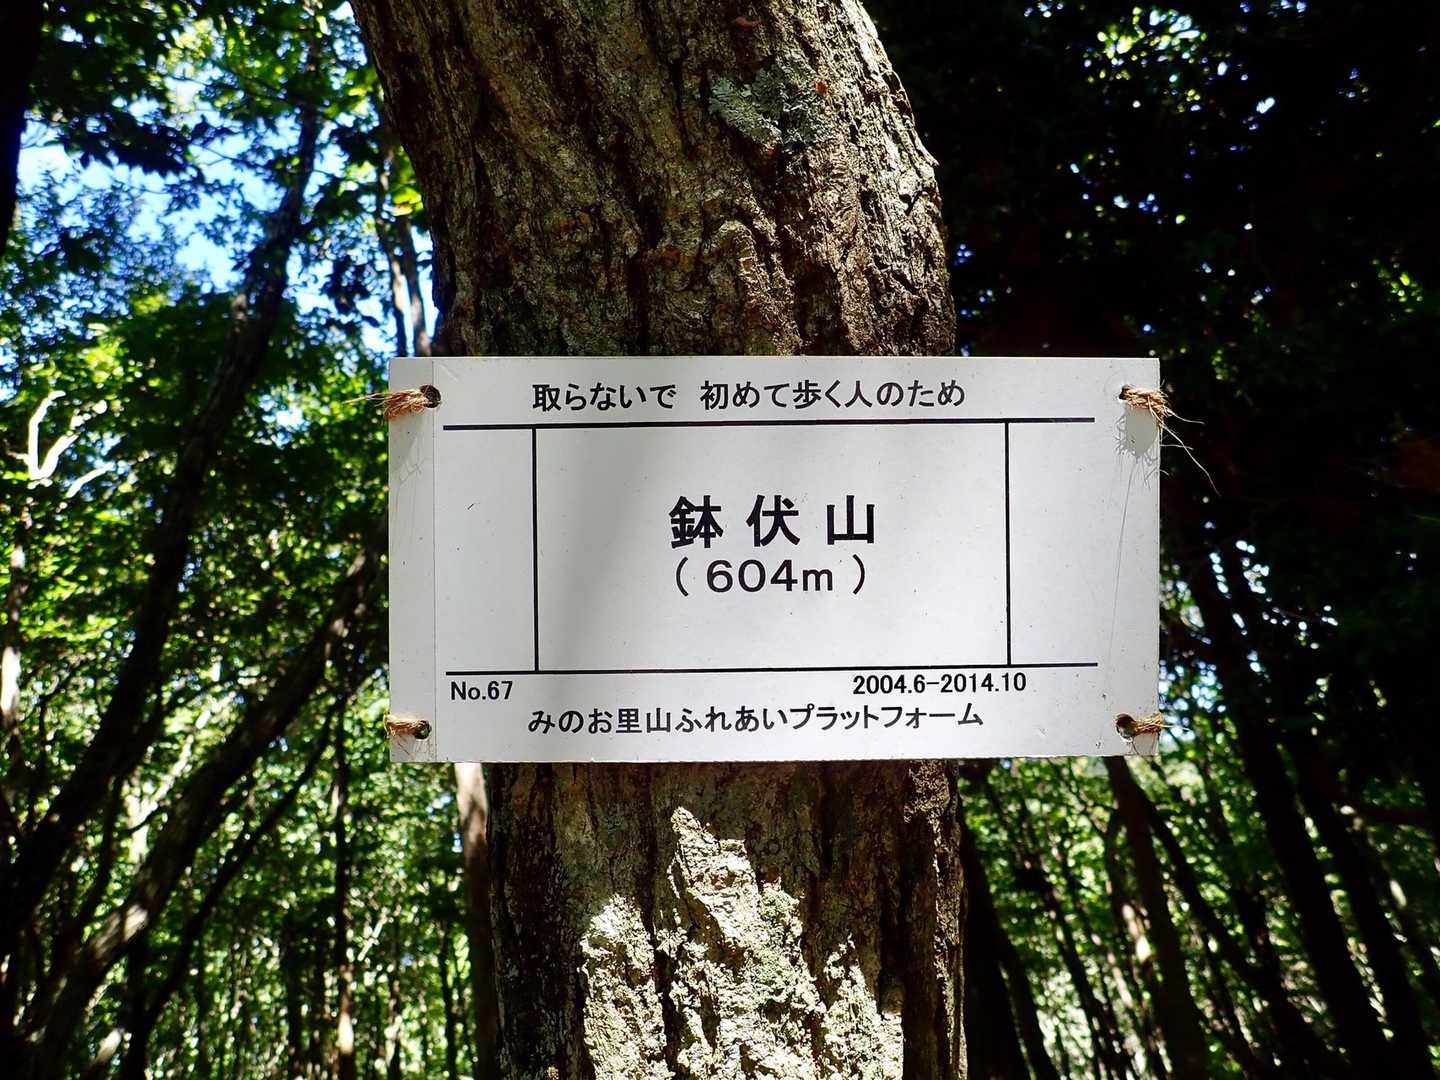 取らないで 初めて歩く人のため
鉢伏山
(604m)
No.67 2004.6-2014.10
みのお里山ふれあいプラットフォーム